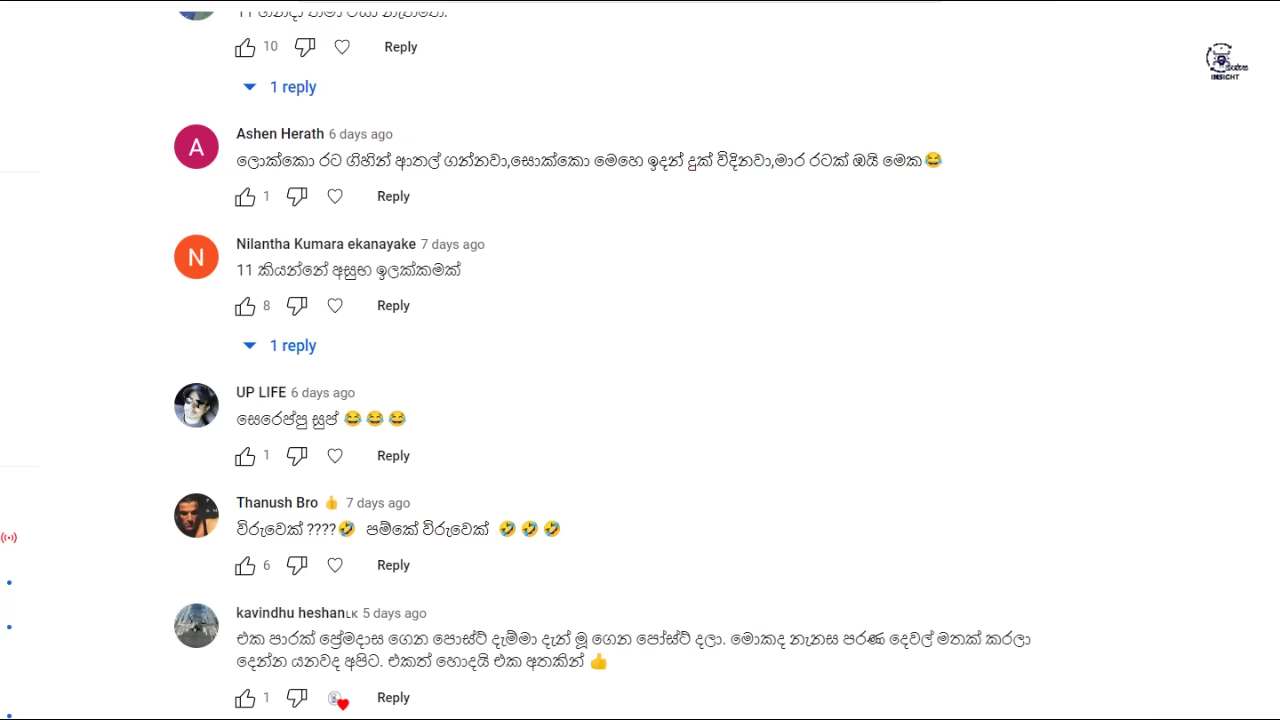 10
Reply
1 reply
A
Ashen Herath 6 days ago
ලොක්කො රට ගිහින් ආතල් ගන්නවා,සොක්කො මෙහෙ ඉදන් දුක් විදිනවා,මාර රටක් ඔයි මෙක😂
1
Reply
N
Nilantha Kumara ekanayake 7 days ago
11 කියන්නේ අසුභ ඉලක්කමක්
8
Reply
1 reply
UP LIFE 6 days ago
සෙරෙප්පු සුප් 😂 😂 😂
1
Reply
Thanush Bro 👍 7 days ago
විරුවෙක් ????🤣 පම්කේ විරුවෙක් 🤣 🤣 🤣
6
Reply
kavindhu heshanLK 5 days ago
එක පාරක් ප්‍රේමදාස ගෙන පොස්ට් දැම්මා දැන් මූ ගෙන පෝස්ට් දලා. මොකද නැනස පරණ දෙවල් මතක් කරලා
දෙන්න යනවද අපිට. එකත් හොදයි එක අතකින් 👍
1
Reply
INSIGHT